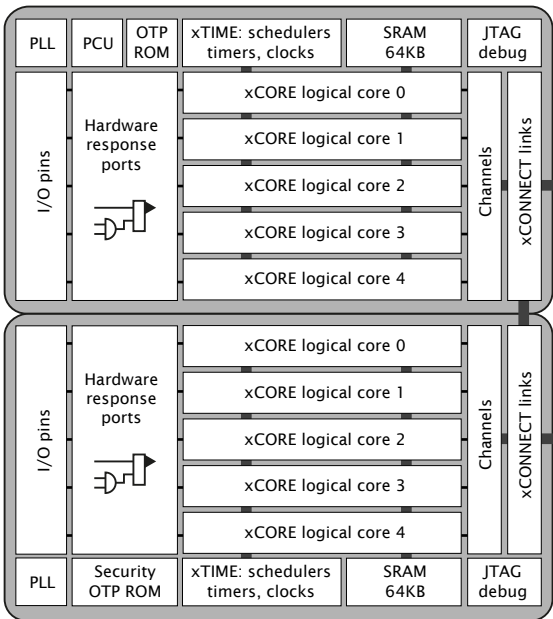 PLL
PCU
OTP
ROM
xTIME: schedulers
timers, clocks
SRAM
64KB
JTAG
debug
I/O pins
Hardware
response
ports
xCORE logical core 0
xCORE logical core 1
xCORE logical core 2
xCORE logical core 3
xCORE logical core 4
Channels
xCONNECT links
I/O pins
Hardware
response
ports
xCORE logical core 0
xCORE logical core 1
xCORE logical core 2
xCORE logical core 3
xCORE logical core 4
Channels
xCONNECT links
PLL
Security
OTP ROM
xTIME: schedulers
timers, clocks
SRAM
64KB
JTAG
debug